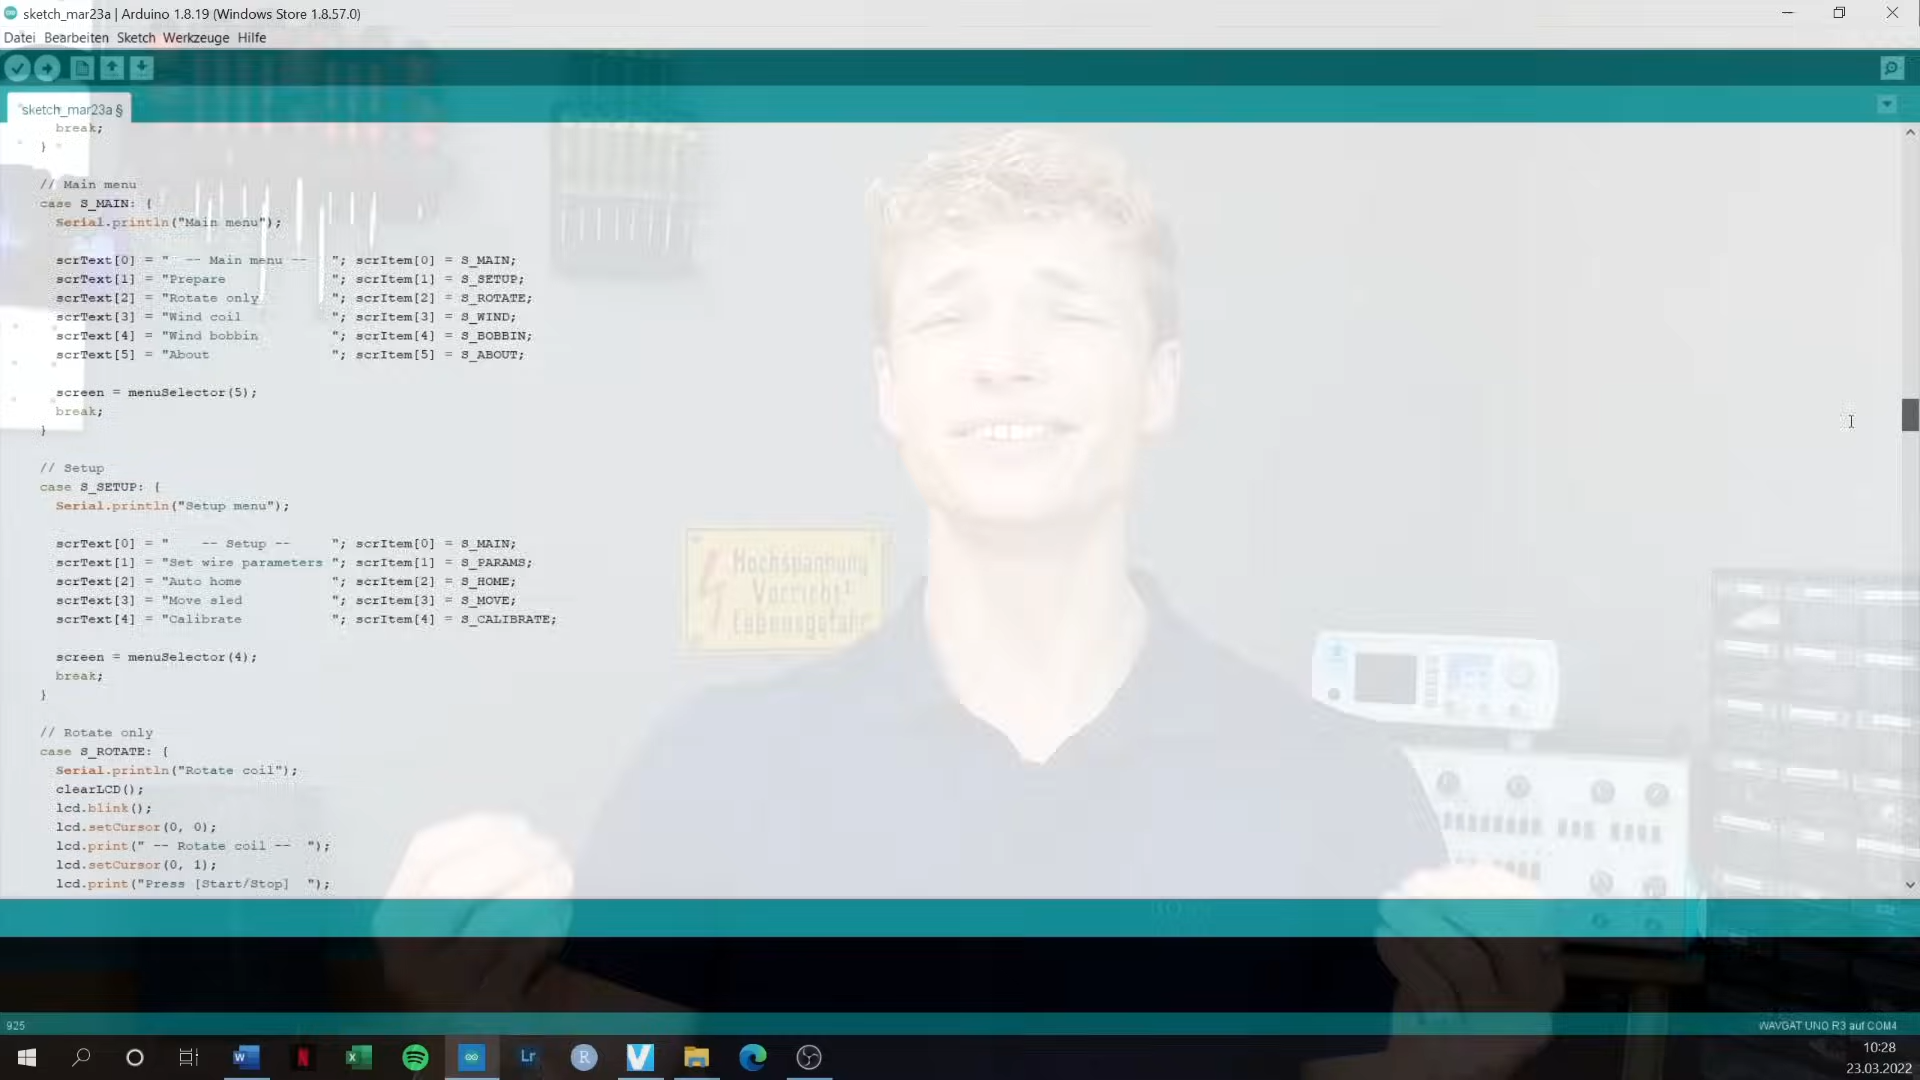 sketch_mar23a | Arduino 1.8.19 (Windows Store 1.8.57.0)
Datei Bearbeiten Sketch Werkzeuge Hilfe
sketch_mar23a §
break;
}
// Main menu
case S_MAIN: {
Serial.println("Main menu");
scrText[0] = "  -- Main menu --   "; scrItem[0] = S_MAIN;
scrText[1] = "Prepare             "; scrItem[1] = S_SETUP;
scrText[2] = "Rotate only         "; scrItem[2] = S_ROTATE;
scrText[3] = "Wind coil           "; scrItem[3] = S_WIND;
scrText[4] = "Wind bobbin         "; scrItem[4] = S_BOBBIN;
scrText[5] = "About               "; scrItem[5] = S_ABOUT;
screen = menuSelector(5);
break;
}
// Setup
case S_SETUP: {
Serial.println("Setup menu");
scrText[0] = "    -- Setup --     "; scrItem[0] = S_MAIN;
scrText[1] = "Set wire parameters "; scrItem[1] = S_PARAMS;
scrText[2] = "Auto home           "; scrItem[2] = S_HOME;
scrText[3] = "Move sled           "; scrItem[3] = S_MOVE;
scrText[4] = "Calibrate           "; scrItem[4] = S_CALIBRATE;
screen = menuSelector(4);
break;
}
Hochspannung
Vorsicht!
Lebensgefahr
// Rotate only
case S_ROTATE: {
Serial.println("Rotate coil");
clearLCD();
lcd.blink();
lcd.setCursor(0, 0);
lcd.print(" -- Rotate coil --  ");
lcd.setCursor(0, 1);
lcd.print("Press [Start/Stop]  ");
925
WAVGAT UNO R3 auf COM4
10:28
23.03.2022